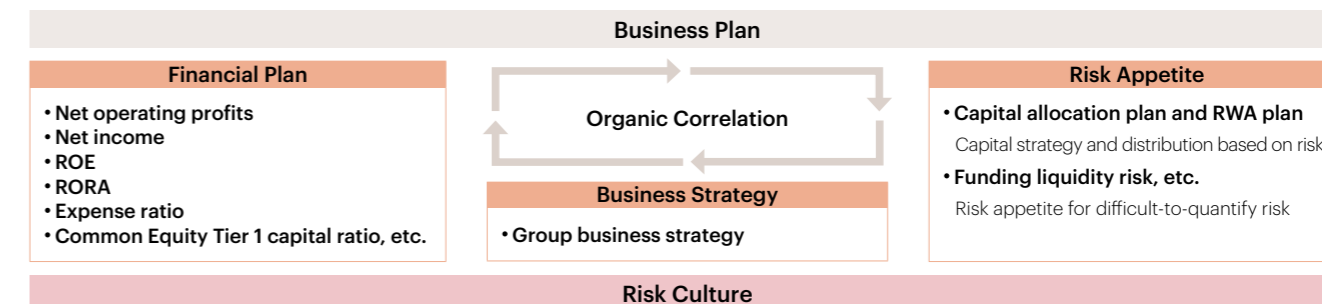 Business Plan
Financial Plan
• Net operating profits
• Net income
• ROE
• RORA
• Expense ratio
• Common Equity Tier 1 capital ratio, etc.
Organic Correlation
Business Strategy
• Group business strategy
Risk Appetite
• Capital allocation plan and RWA plan
Capital strategy and distribution based on risk
• Funding liquidity risk, etc.
Risk appetite for difficult-to-quantify risk
Risk Culture